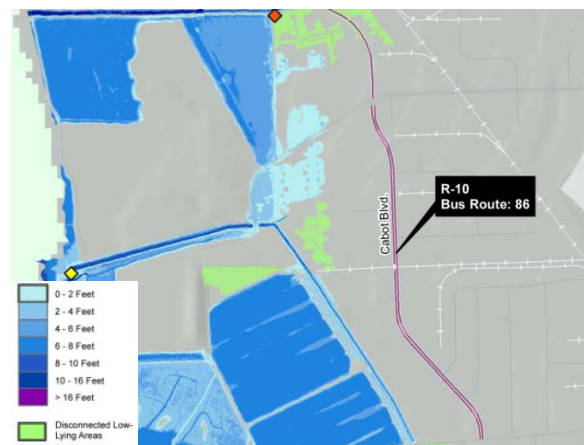 R-10
Bus Route: 86
Cabot Blvd.
0 - 2 Feet
2 - 4 Feet
4 - 6 Feet
6 - 8 Feet
8 - 10 Feet
10 - 16 Feet
> 16 Feet
Disconnected Low-
Lying Areas